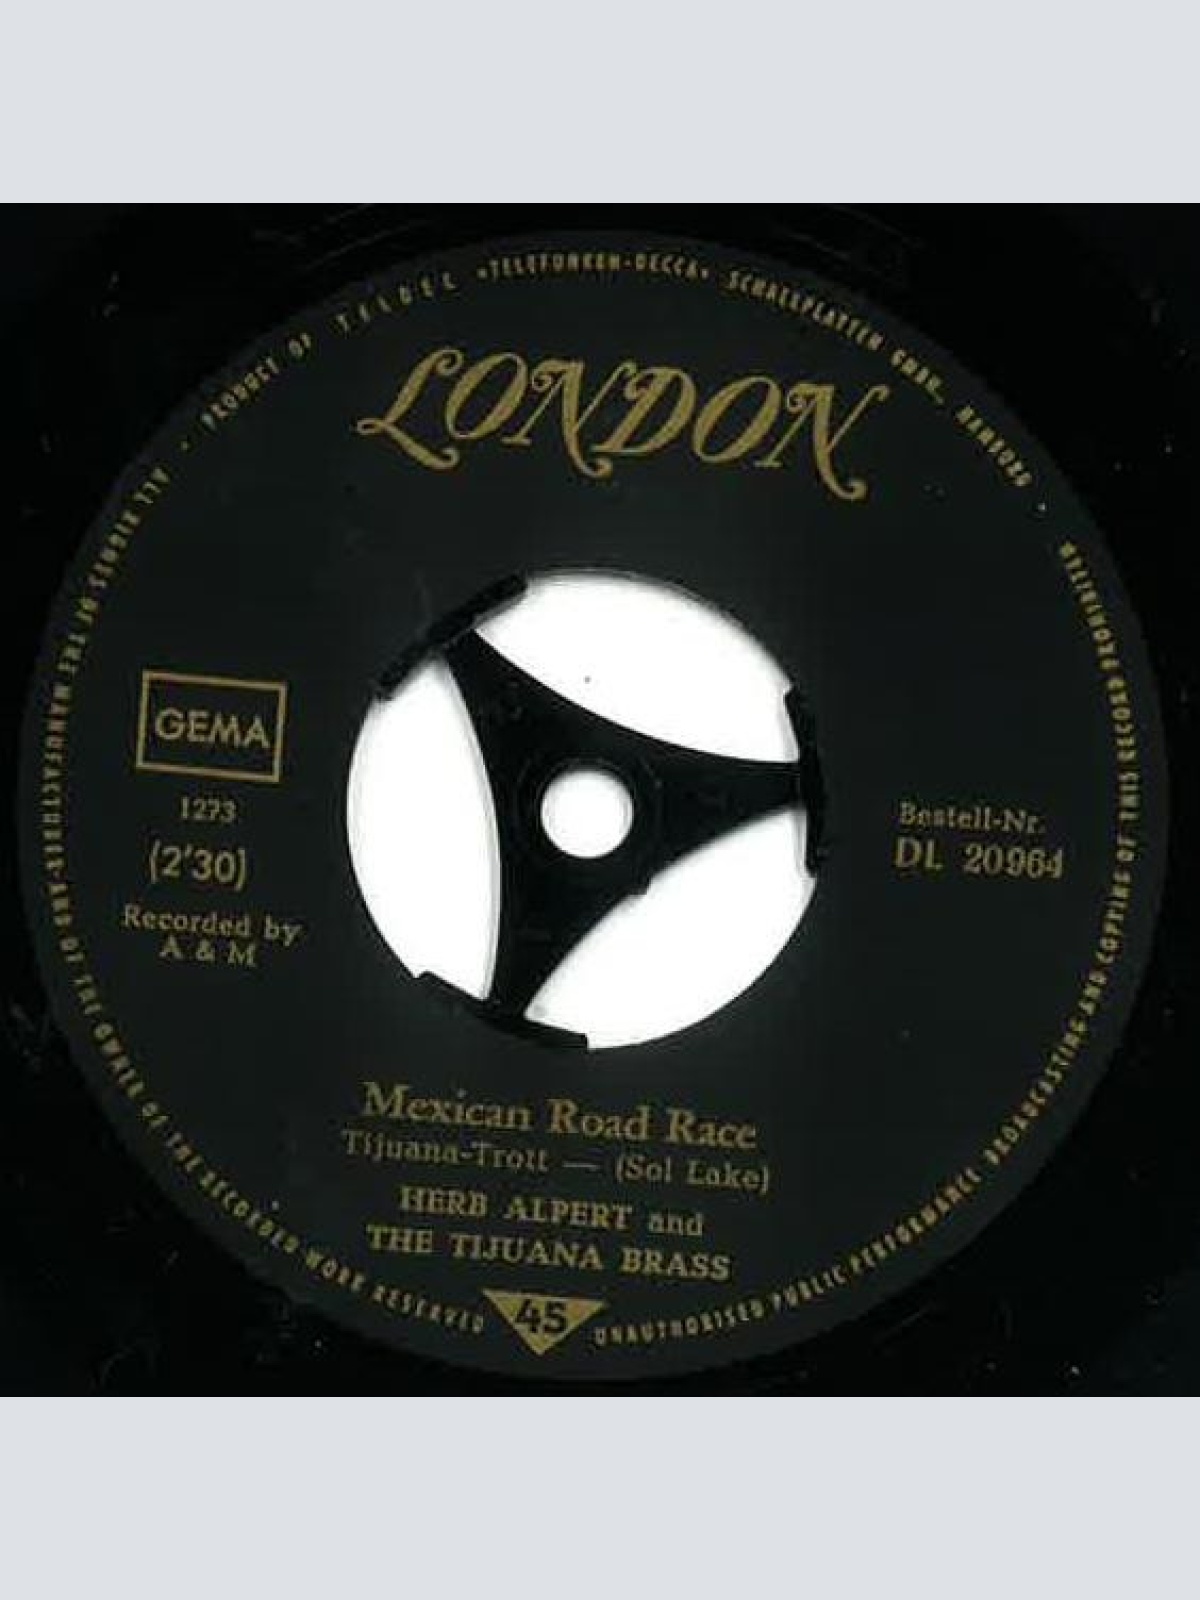 · PRODUCT OF TELDEC »TELEFUNKEN-DECCA« SCHALLPLATTEN GMBH., HAMBURG ·
LONDON
GEMA
1273
(2'30)
Recorded by
A & M
Bestell-Nr.
DL 20964
Mexican Road Race
Tijuana-Trott — (Sol Lake)
HERB ALPERT and
THE TIJUANA BRASS
45
ALL RIGHTS OF THE MANUFACTURER AND OF THE OWNER OF THE RECORDED WORK RESERVED
UNAUTHORISED PUBLIC PERFORMANCE BROADCASTING AND COPYING OF THIS RECORD PROHIBITED